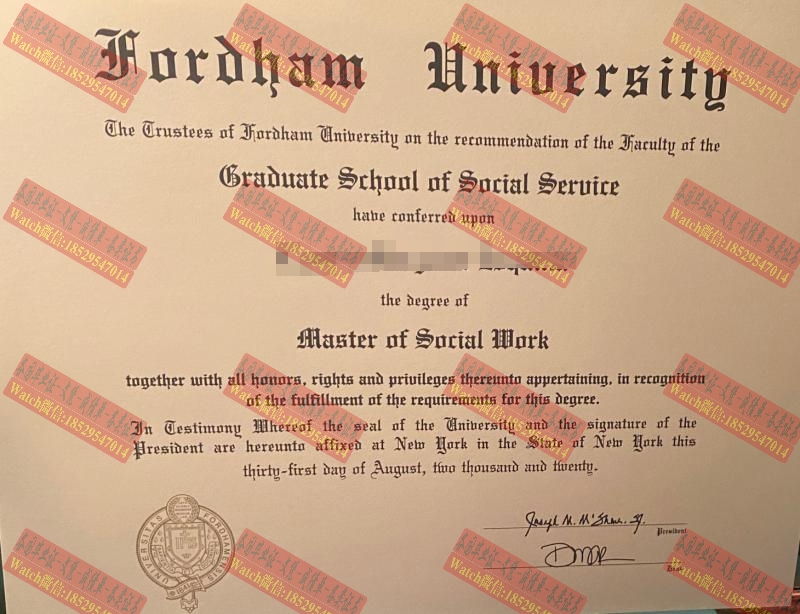 Fordham University
The Trustees of Fordham University on the recommendation of the Faculty of the
Graduate School of Social Service
have conferred upon
the degree of
Master of Social Work
together with all honors, rights and privileges thereunto appertaining, in recognition
of the fulfillment of the requirements for this degree.
In Testimony Whereof the seal of the University and the signature of the
President are hereunto affixed at New York in the State of New York this
thirty-first day of August, two thousand and twenty.
UNIVERSITAS FORDHAMENSIS
Joseph M. McShane, SJ.
President
Watch微信:18529547014